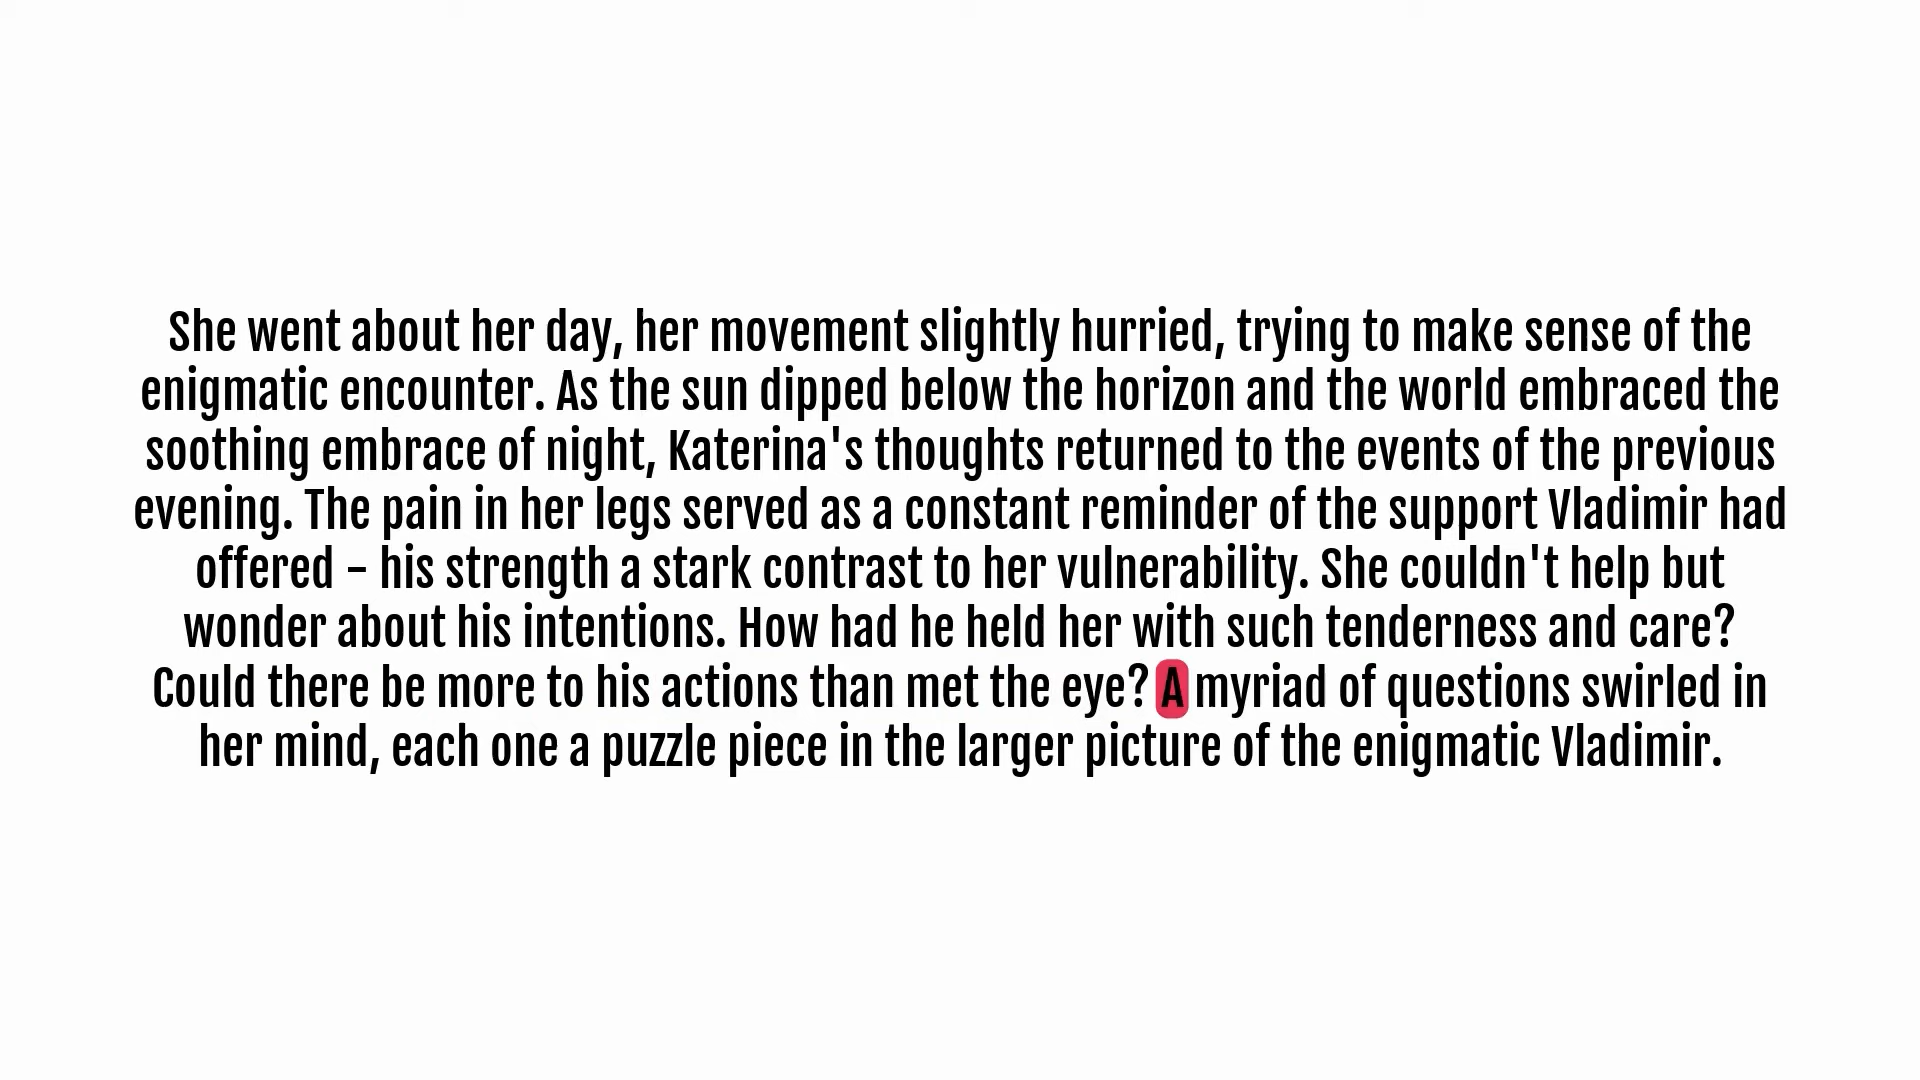 She went about her day, her movement slightly hurried, trying to make sense of the
enigmatic encounter. As the sun dipped below the horizon and the world embraced the
soothing embrace of night, Katerina's thoughts returned to the events of the previous
evening. The pain in her legs served as a constant reminder of the support Vladimir had
offered - his strength a stark contrast to her vulnerability. She couldn't help but
wonder about his intentions. How had he held her with such tenderness and care?
Could there be more to his actions than met the eye? A myriad of questions swirled in
her mind, each one a puzzle piece in the larger picture of the enigmatic Vladimir.